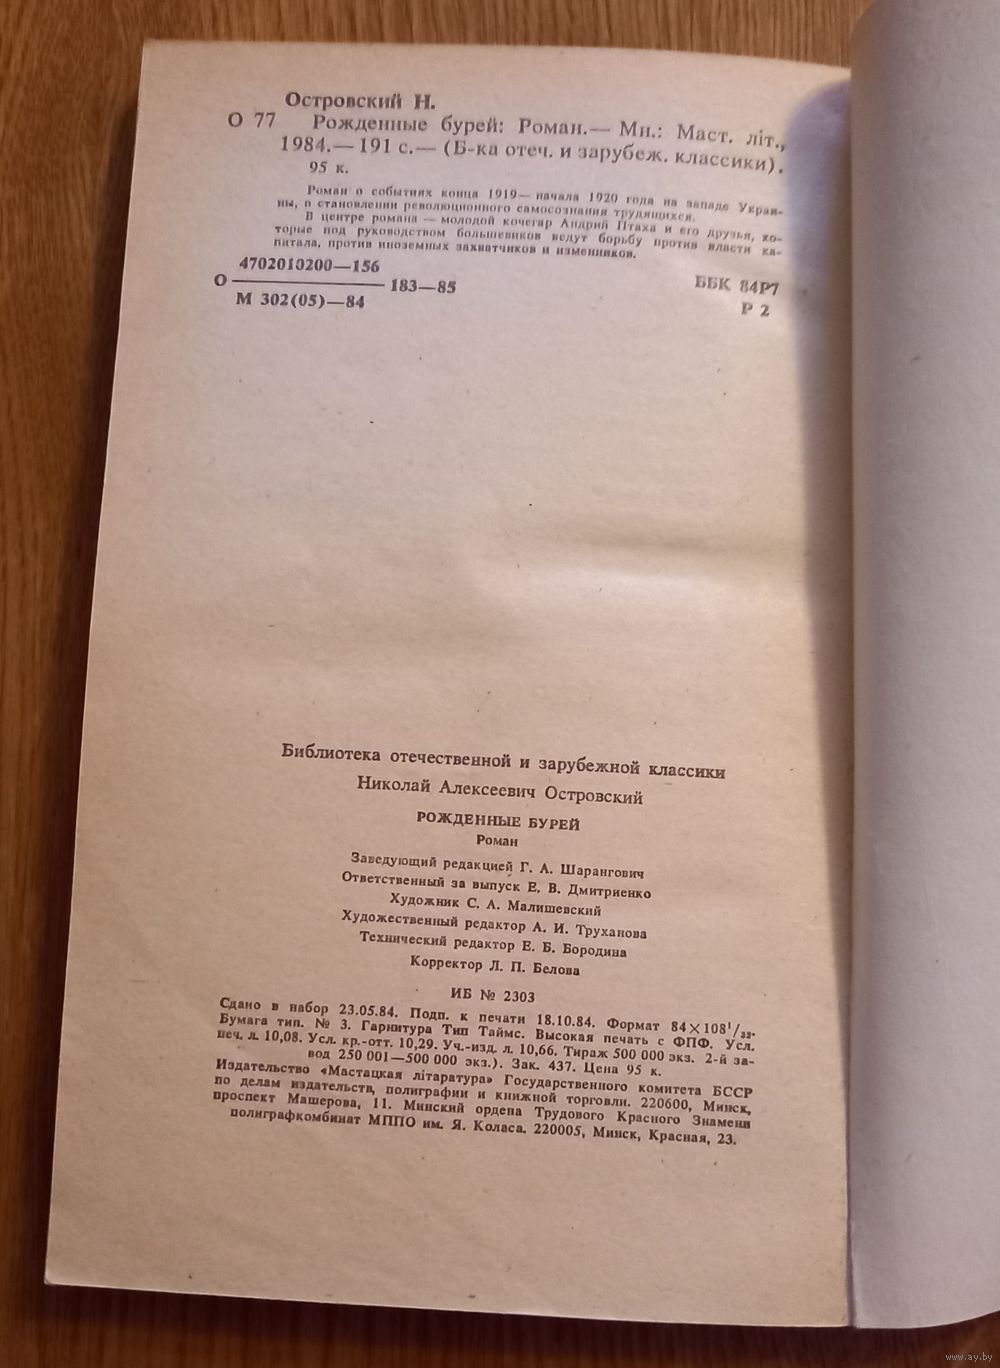 Островский Н.
О 77 Рожденные бурей: Роман.— Мн.: Маст. літ.,
1984.— 191 с.— (Б-ка отеч. и зарубеж. классики).
95 к.
Роман о событиях конца 1919— начала 1920 года на западе Украи-
ны, о становлении революционного самосознания трудящихся.
В центре романа — молодой кочегар Андрий Птаха и его друзья, ко-
торые под руководством большевиков ведут борьбу против власти ка-
питала, против иноземных захватчиков и изменников.
4702010200—156
О ————— 183—85
М 302(05)—84
ББК 84Р7
Р 2
Библиотека отечественной и зарубежной классики
Николай Алексеевич Островский
РОЖДЕННЫЕ БУРЕЙ
Роман
Заведующий редакцией Г. А. Шарангович
Ответственный за выпуск Е. В. Дмитриенко
Художник С. А. Малишевский
Художественный редактор А. И. Труханова
Технический редактор Е. Б. Бородина
Корректор Л. П. Белова
ИБ № 2303
Сдано в набор 23.05.84. Подп. к печати 18.10.84. Формат 84×108¹/₃₂.
Бумага тип. № 3. Гарнитура Тип Таймс. Высокая печать с ФПФ. Усл.
печ. л. 10,08. Усл. кр.-отт. 10,29. Уч.-изд. л. 10,66. Тираж 500 000 экз. 2-й за-
вод 250 001—500 000 экз.). Зак. 437. Цена 95 к.
Издательство «Мастацкая літаратура» Государственного комитета БССР
по делам издательств, полиграфии и книжной торговли. 220600, Минск,
проспект Машерова, 11. Минский ордена Трудового Красного Знамени
полиграфкомбинат МППО им. Я. Коласа. 220005, Минск, Красная, 23.
www.ay.by